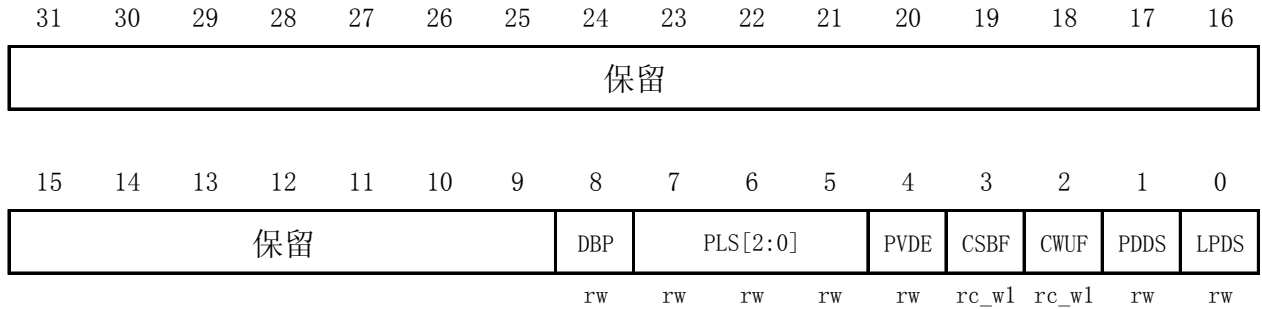 31 30 29 28 27 26 25 24 23 22 21 20 19 18 17 16
保留
15 14 13 12 11 10 9 8 7 6 5 4 3 2 1 0
保留 DBP PLS[2:0] PVDE CSBF CWUF PDDS LPDS
rw rw rw rw rw rc_w1 rc_w1 rw rw